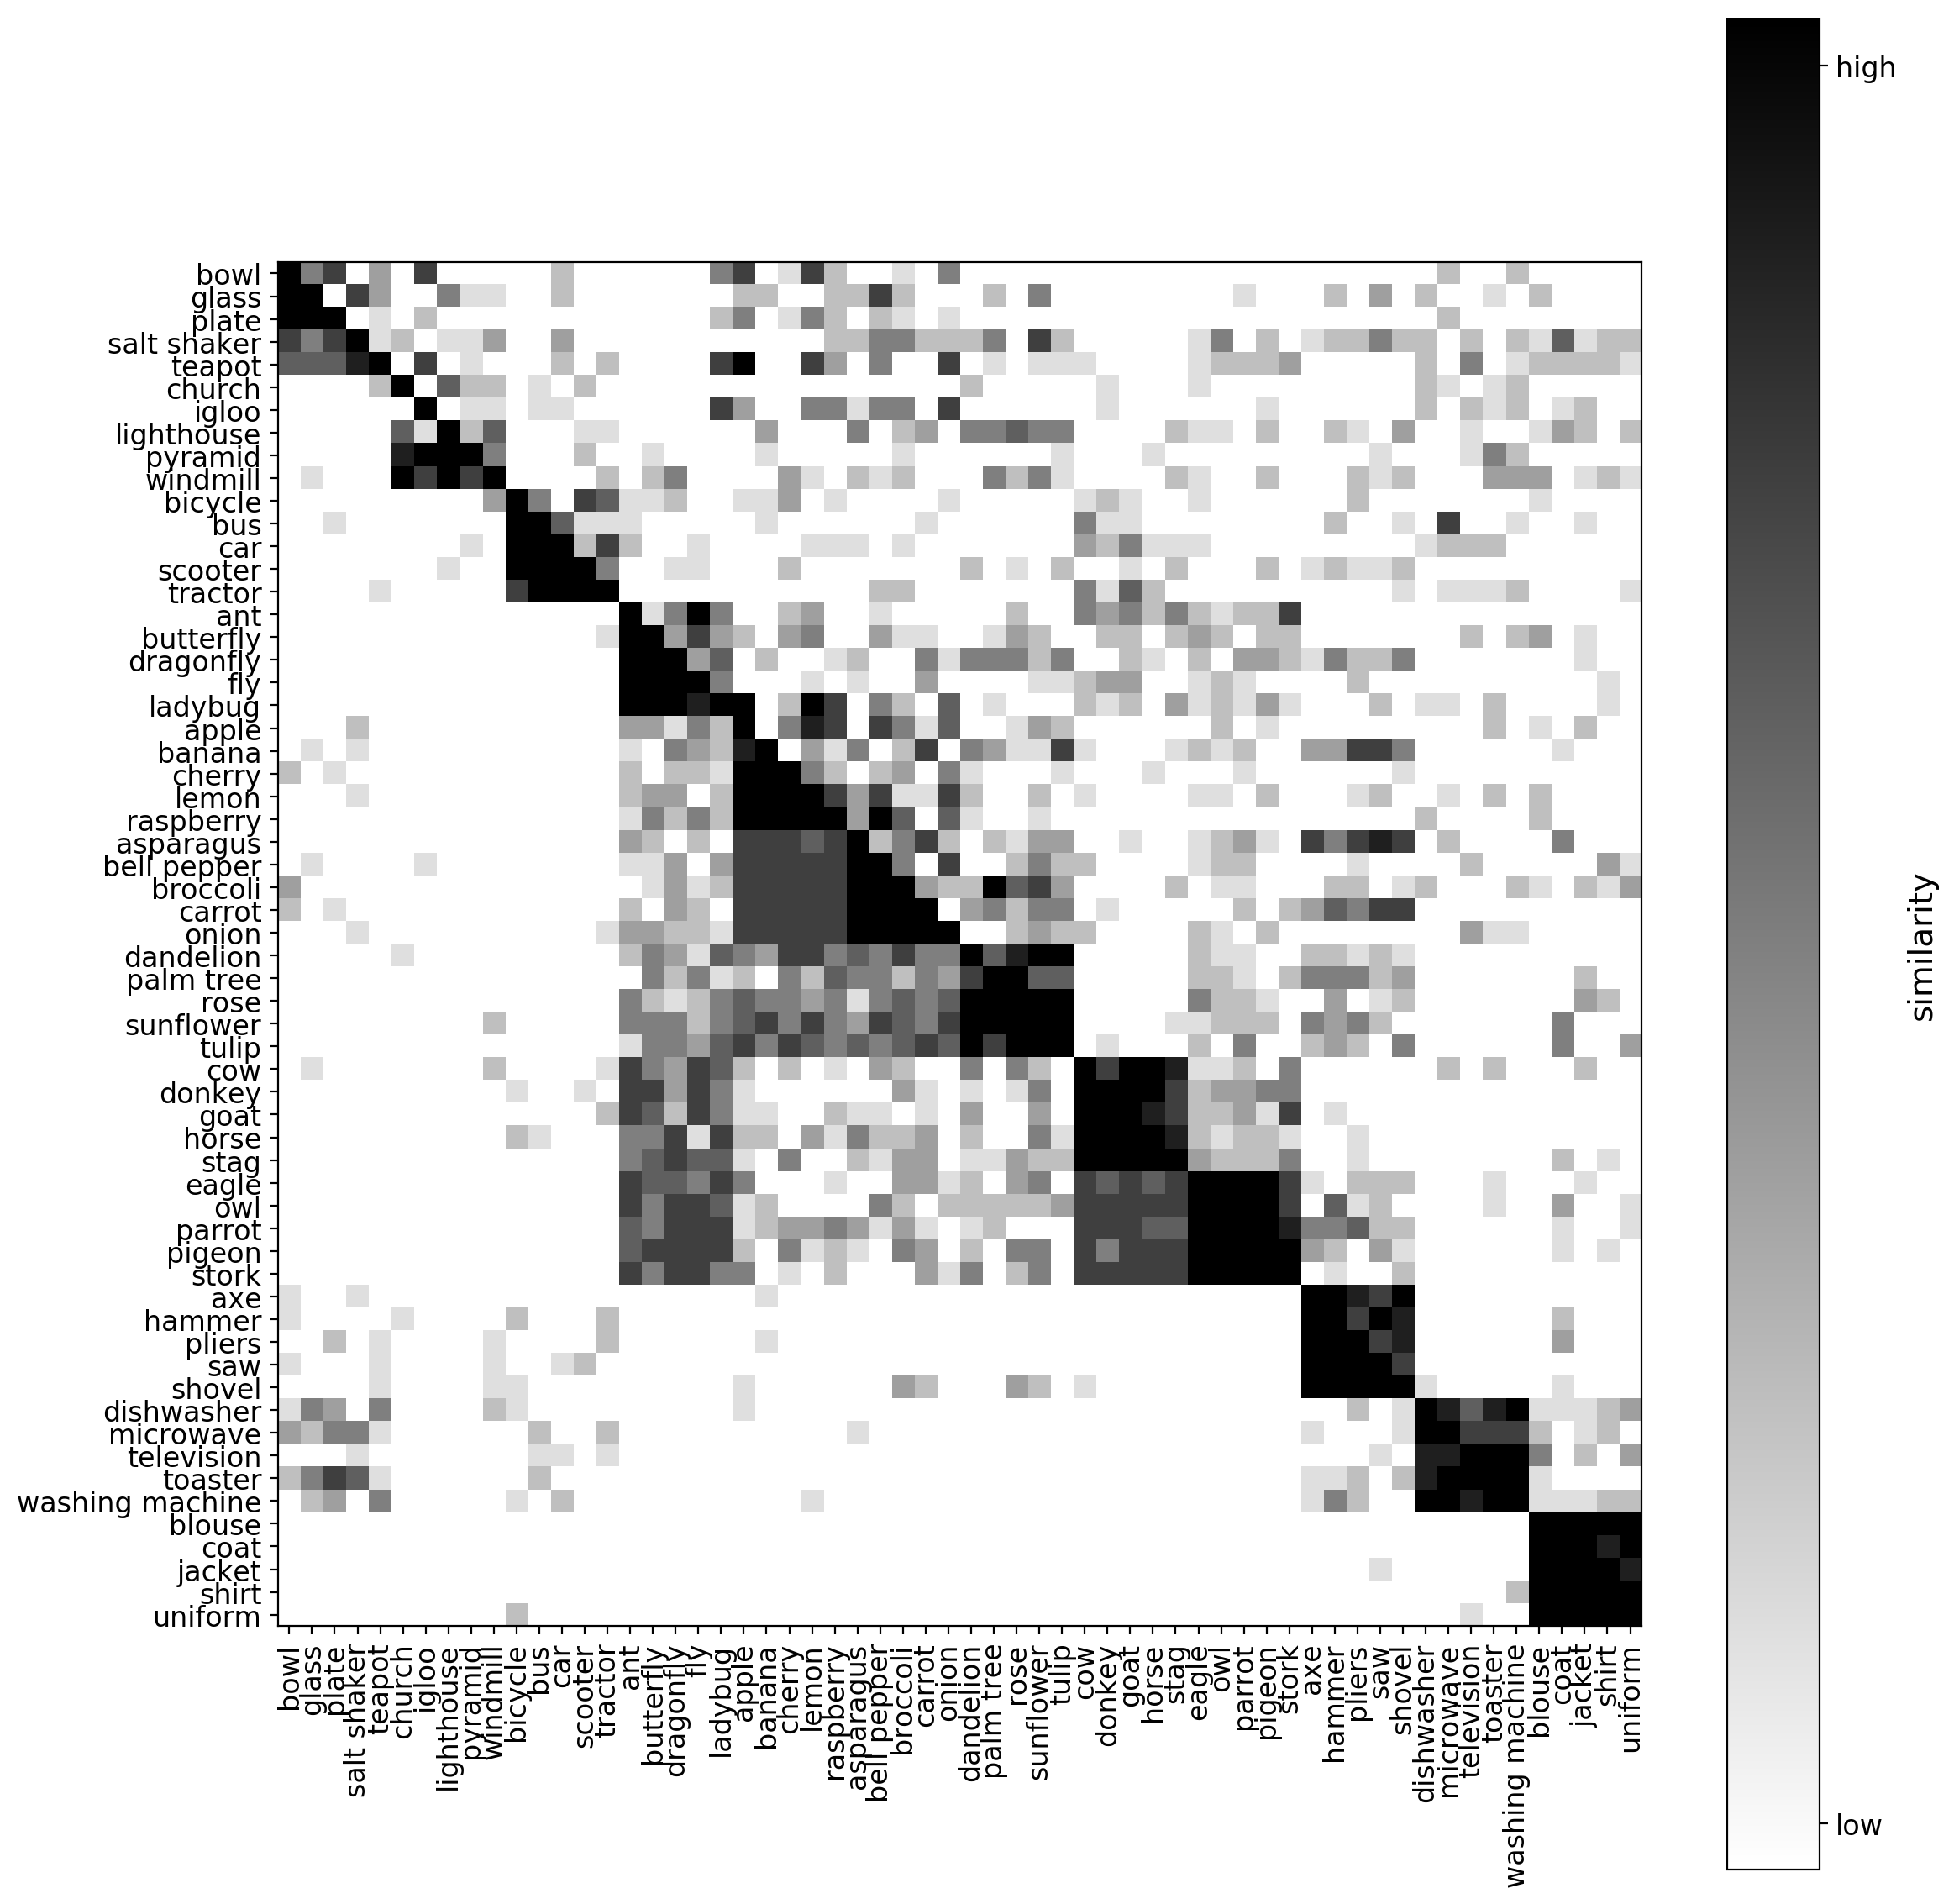 high
bowl
glass
plate
salt shaker
teapot
church
igloo
lighthouse
pyramid
windmill
bicycle
bus
car
scooter
tractor
ant
butterfly
dragonfly
fly
ladybug
apple
banana
cherry
lemon
raspberry
asparagus
bell pepper
broccoli
carrot
onion
dandelion
palm tree
rose
sunflower
tulip
cow
donkey
goat
horse
stag
eagle
owl
parrot
pigeon
stork
axe
hammer
pliers
saw
shovel
dishwasher
microwave
television
toaster
washing machine
blouse
coat
jacket
shirt
uniform
bowl
glass
plate
salt shaker
teapot
church
igloo
lighthouse
pyramid
windmill
bicycle
bus
car
scooter
tractor
ant
butterfly
dragonfly
fly
ladybug
apple
banana
cherry
lemon
raspberry
asparagus
bell pepper
broccoli
carrot
onion
dandelion
palm tree
rose
sunflower
tulip
cow
donkey
goat
horse
stag
eagle
owl
parrot
pigeon
stork
axe
hammer
pliers
saw
shovel
dishwasher
microwave
television
toaster
washing machine
blouse
coat
jacket
shirt
uniform
similarity
low